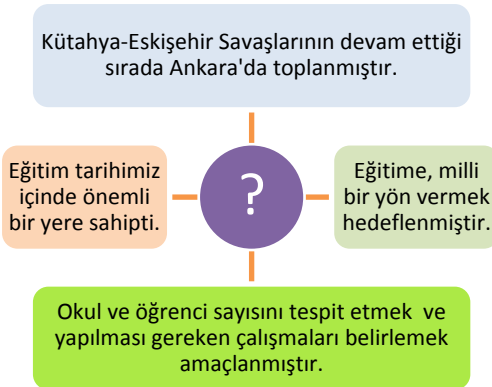 Kütahya-Eskişehir Savaşlarının devam ettiği
sırada Ankara'da toplanmıştır.
Eğitim tarihimiz
içinde önemli
bir yere sahipti.
?
Eğitime, milli
bir yön vermek
hedeflenmiştir.
Okul ve öğrenci sayısını tespit etmek ve
yapılması gereken çalışmaları belirlemek
amaçlanmıştır.